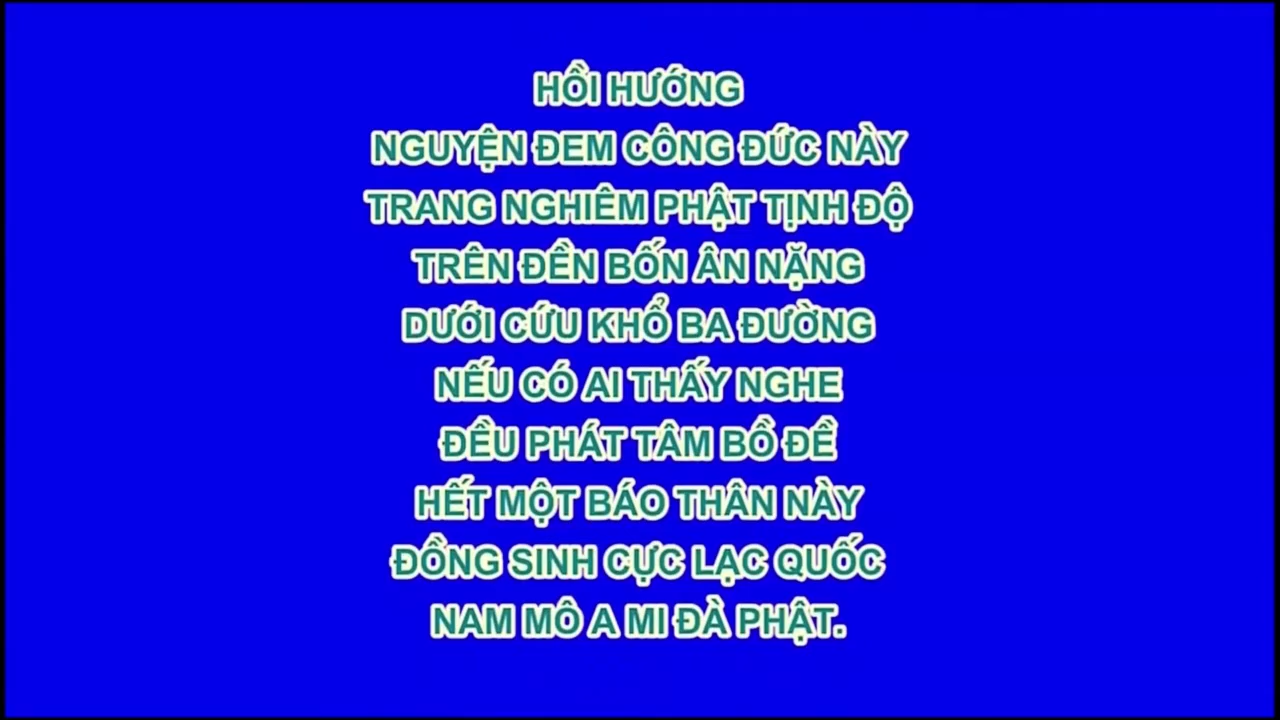 HỒI HƯỚNG
NGUYỆN ĐEM CÔNG ĐỨC NÀY
TRANG NGHIÊM PHẬT TỊNH ĐỘ
TRÊN ĐỀN BỐN ÂN NẶNG
DƯỚI CỨU KHỔ BA ĐƯỜNG
NẾU CÓ AI THẤY NGHE
ĐỀU PHÁT TÂM BỒ ĐỀ
HẾT MỘT BÁO THÂN NÀY
ĐỒNG SINH CỰC LẠC QUỐC
NAM MÔ A MI ĐÀ PHẬT.